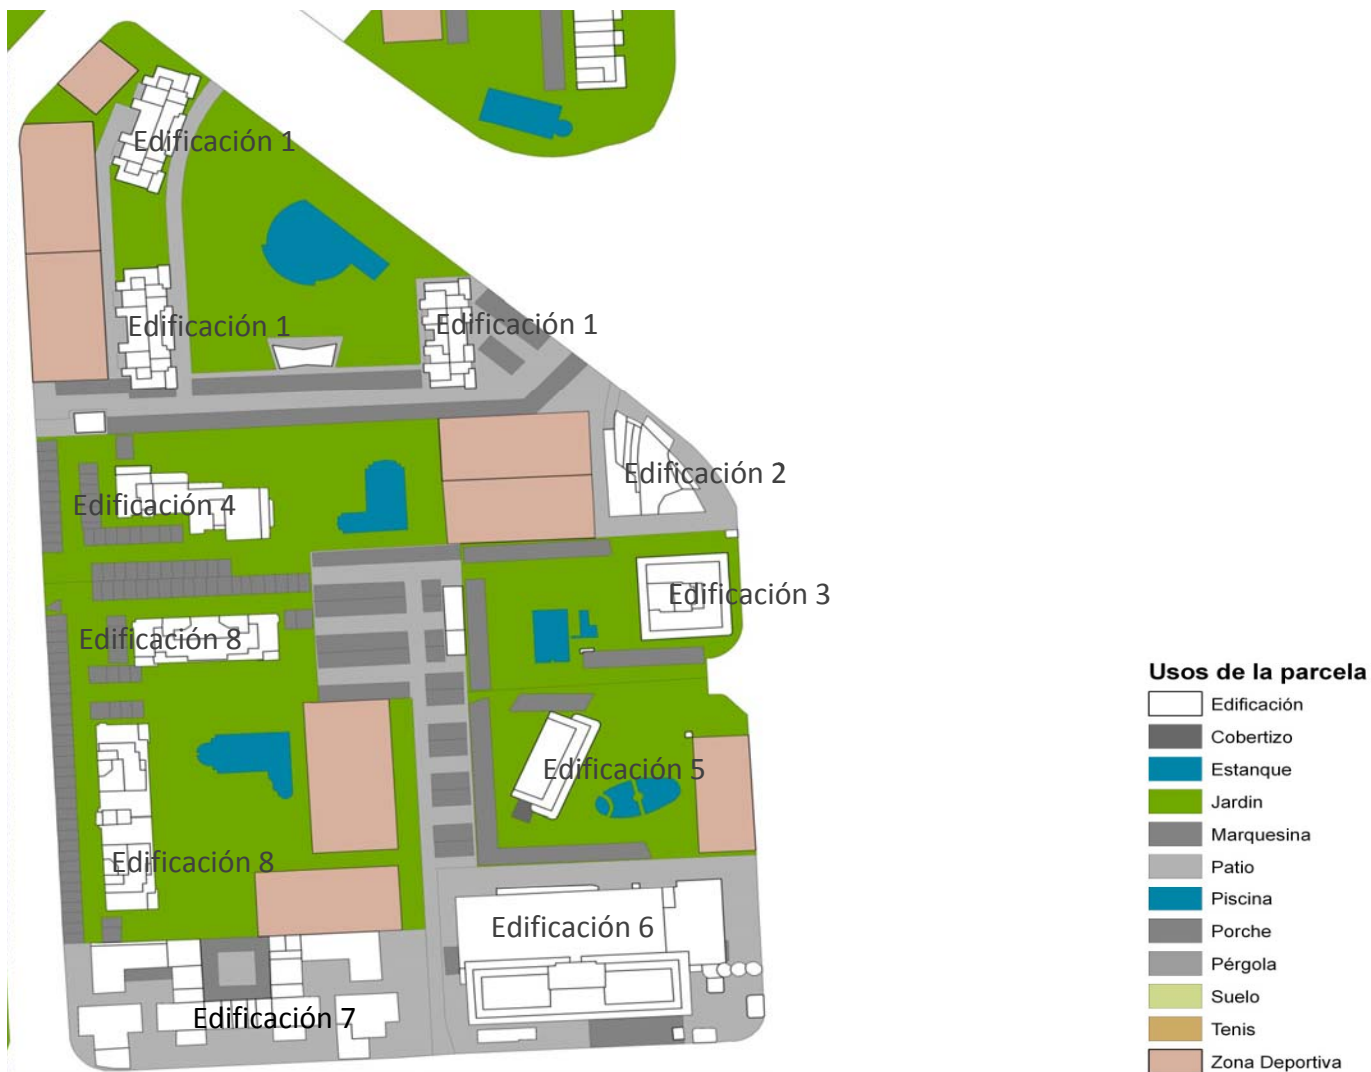 Edificación 1
Edificación 1
Edificación 1
Edificación 2
Edificación 4
Edificación 3
Edificación 8
Edificación 5
Edificación 8
Edificación 6
Edificación 7
Usos de la parcela
Edificación
Cobertizo
Estanque
Jardin
Marquesina
Patio
Piscina
Porche
Pérgola
Suelo
Tenis
Zona Deportiva